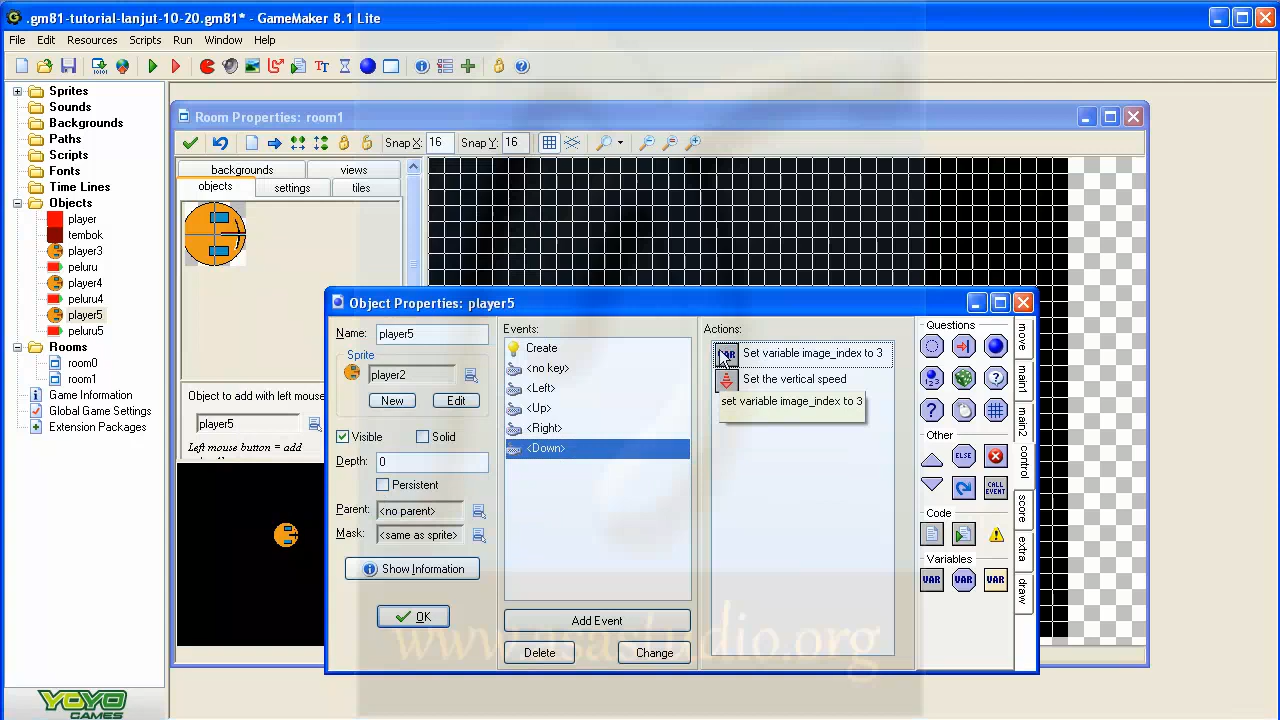 .gm81-tutorial-lanjut-10-20.gm81* - GameMaker 8.1 Lite
File Edit Resources Scripts Run Window Help
Sprites
Sounds
Backgrounds
Paths
Scripts
Fonts
Time Lines
Objects
player
tembok
player3
peluru
player4
peluru4
player5
peluru5
Rooms
room0
room1
Game Information
Global Game Settings
Extension Packages
YOYO
GAMES
Room Properties: room1
Snap X: 16 Snap Y: 16
backgrounds views
objects settings tiles
Object to add with left mouse
player5
Left mouse button = add
Object Properties: player5
Name: player5
Sprite
player2
New Edit
Visible Solid
Depth: 0
Persistent
Parent: <no parent>
Mask: <same as sprite>
Show Information
OK
Events:
Create
<no key>
<Left>
<Up>
<Right>
<Down>
Add Event
Delete Change
Actions:
VAR Set variable image_index to 3
Set the vertical speed
set variable image_index to 3
Questions
Other
ELSE
CALL EVENT
Code
Variables
VAR VAR VAR
move
main1
main2
control
score
extra
draw